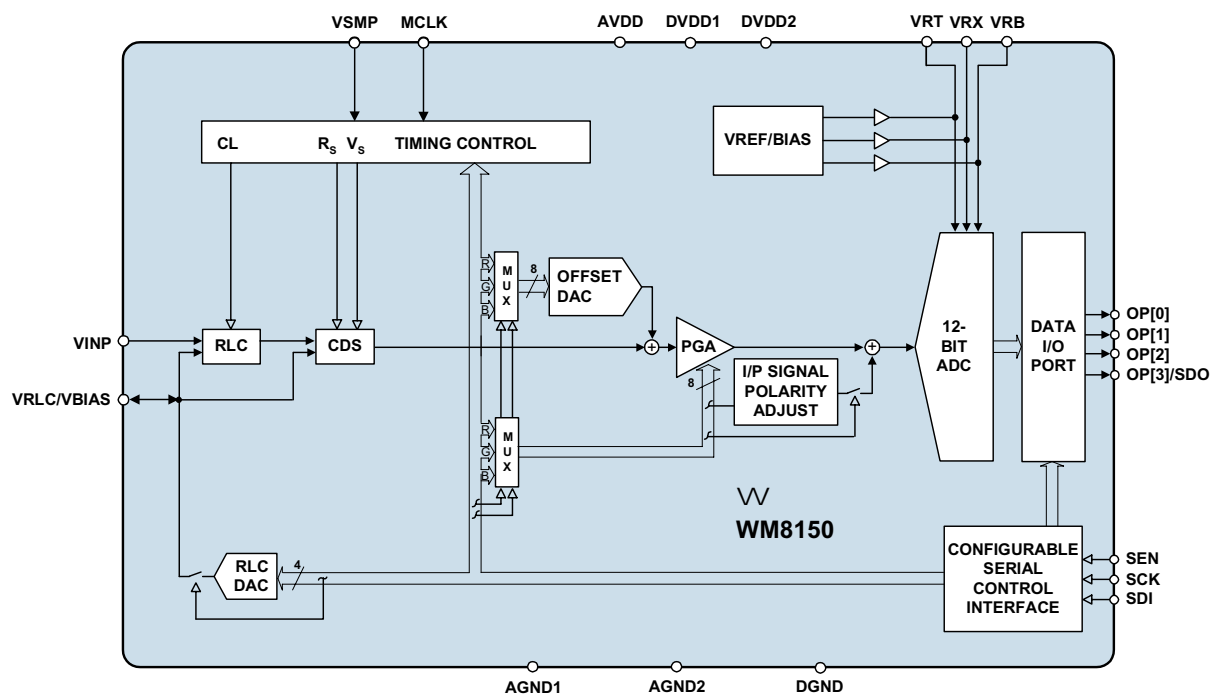 VSMP MCLK AVDD DVDD1 DVDD2 VRT VRX VRB
CL RS VS TIMING CONTROL
VREF/BIAS
R
G
B
MUX
8
OFFSET
DAC
VINP
RLC
CDS
+
PGA
+
8
I/P SIGNAL
POLARITY
ADJUST
12-
BIT
ADC
DATA
I/O
PORT
OP[0]
OP[1]
OP[2]
OP[3]/SDO
VRLC/VBIAS
R
G
B
MUX
WM8150
RLC
DAC
4
CONFIGURABLE
SERIAL
CONTROL
INTERFACE
SEN
SCK
SDI
AGND1 AGND2 DGND